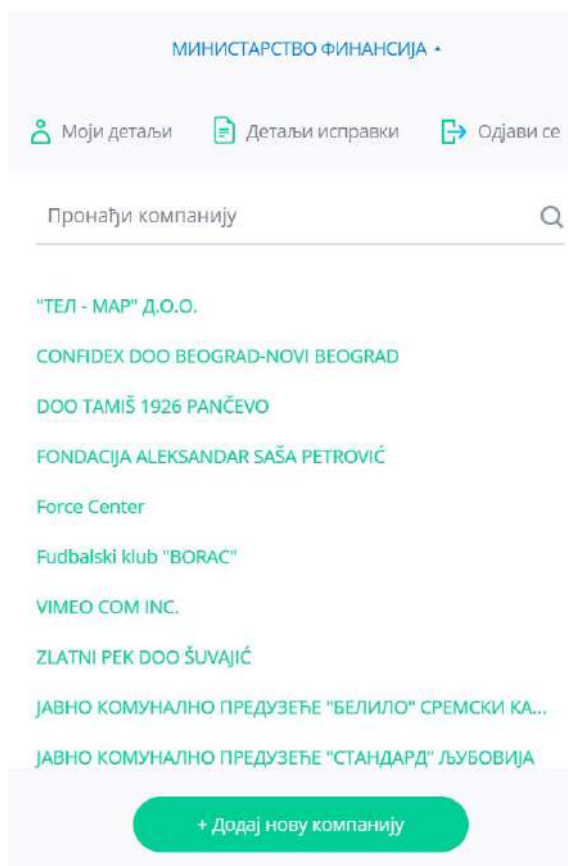 МИНИСТАРСТВО ФИНАНСИЈА
Моји детаљи Детаљи исправки Одјави се
Пронађи компанију
"ТЕЛ - МАР" Д.О.О.
CONFIDEX DOO BEOGRAD-NOVI BEOGRAD
DOO TAMIŠ 1926 PANČEVO
FONDACIJA ALEKSANDAR SAŠA PETROVIĆ
Force Center
Fudbalski klub "BORAC"
VIMEO COM INC.
ZLATNI PEK DOO ŠUVAJIĆ
ЈАВНО КОМУНАЛНО ПРЕДУЗЕЋЕ "БЕЛИЛО" СРЕМСКИ КА...
ЈАВНО КОМУНАЛНО ПРЕДУЗЕЋЕ "СТАНДАРД" ЉУБОВИЈА
+ Додај нову компанију